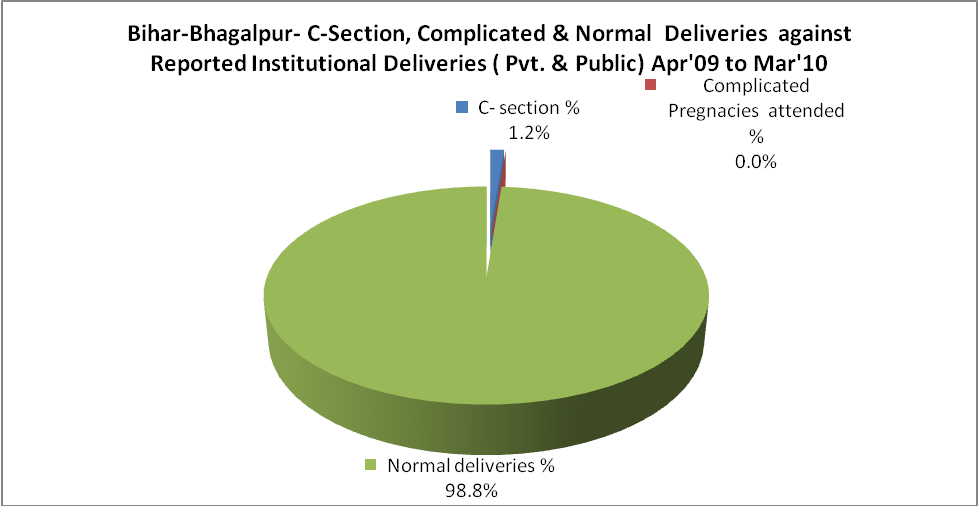 Bihar-Bhagalpur- C-Section, Complicated & Normal Deliveries against
Reported Institutional Deliveries ( Pvt. & Public) Apr'09 to Mar'10
C- section %
1.2%
Complicated
Pregnacies attended
%
0.0%
Normal deliveries %
98.8%